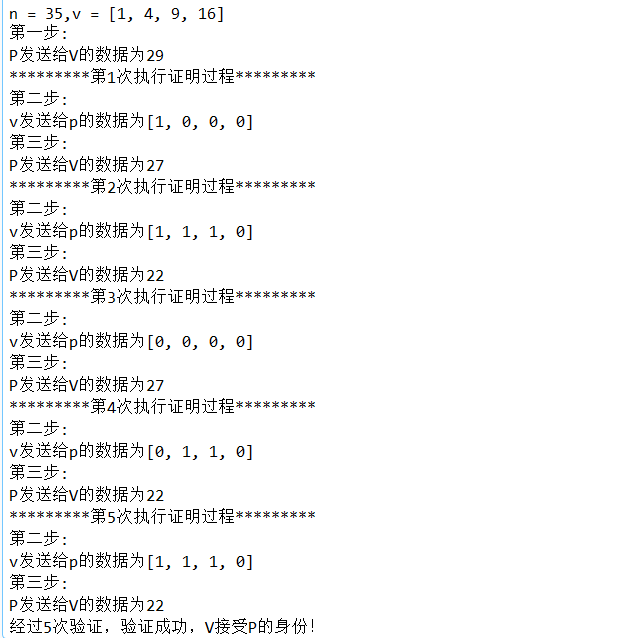 n = 35,v = [1, 4, 9, 16]
第一步:
P发送给V的数据为29
*********第1次执行证明过程*********
第二步:
v发送给p的数据为[1, 0, 0, 0]
第三步:
P发送给V的数据为27
*********第2次执行证明过程*********
第二步:
v发送给p的数据为[1, 1, 1, 0]
第三步:
P发送给V的数据为22
*********第3次执行证明过程*********
第二步:
v发送给p的数据为[0, 0, 0, 0]
第三步:
P发送给V的数据为27
*********第4次执行证明过程*********
第二步:
v发送给p的数据为[0, 1, 1, 0]
第三步:
P发送给V的数据为22
*********第5次执行证明过程*********
第二步:
v发送给p的数据为[1, 1, 1, 0]
第三步:
P发送给V的数据为22
经过5次验证，验证成功，V接受P的身份！